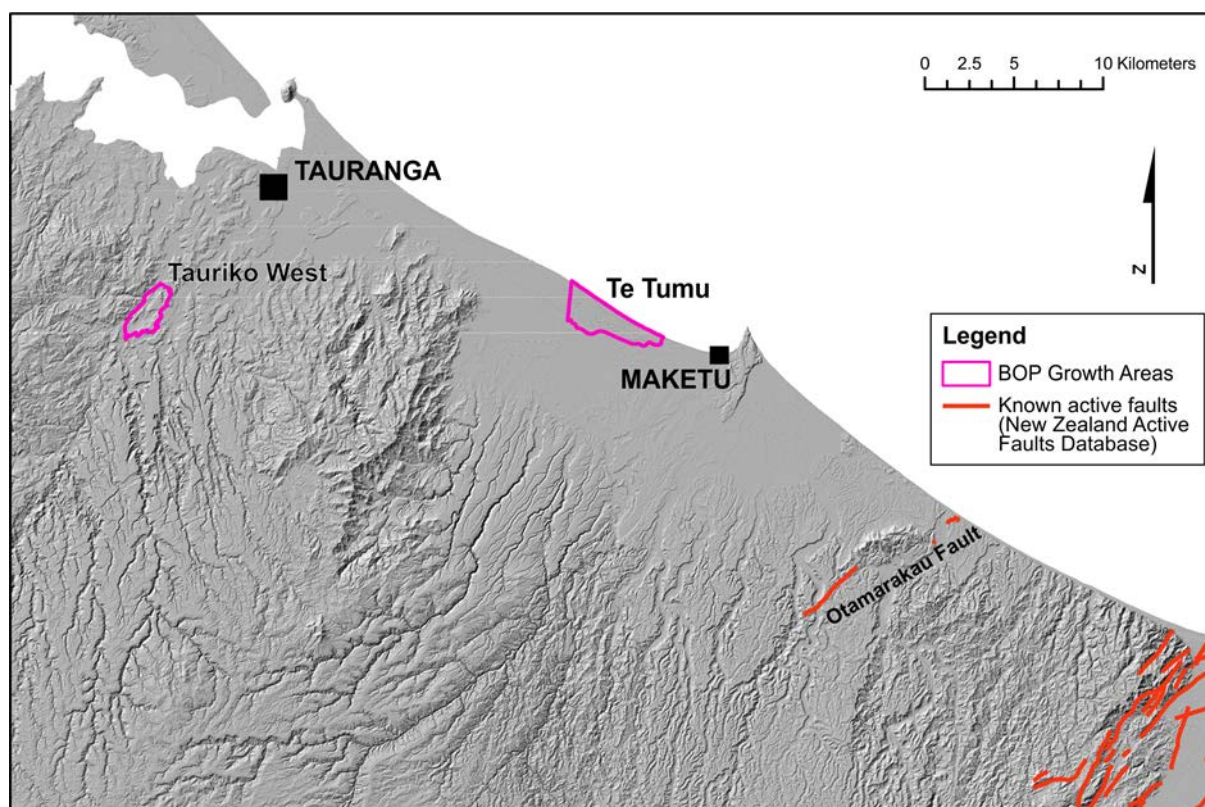 0 2.5 5 10 Kilometers
TAURANGA
N
Tauriko West
Te Tumu
MAKETU
Legend
BOP Growth Areas
Known active faults
(New Zealand Active
Faults Database)
Otamarakau Fault